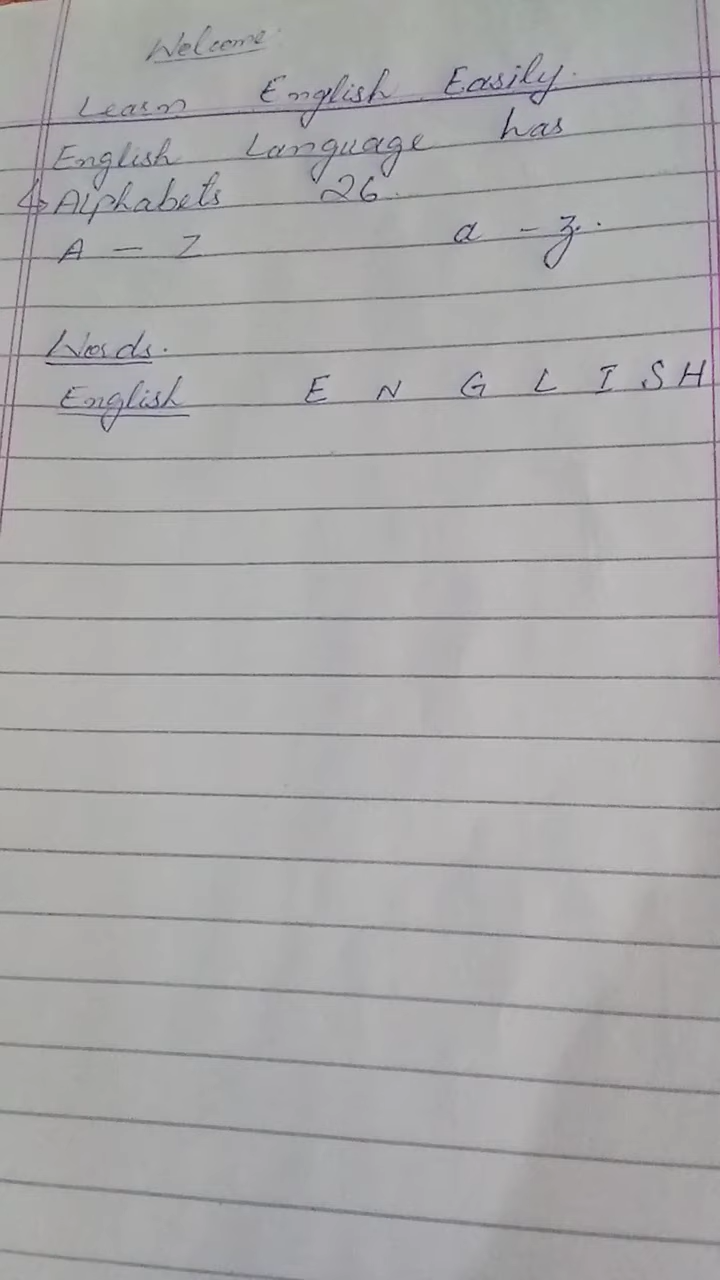 Welcome
Learn English Easily.
English Language has
↳ Alphabets 26.
A – Z a – z.
Words.
English E N G L I S H